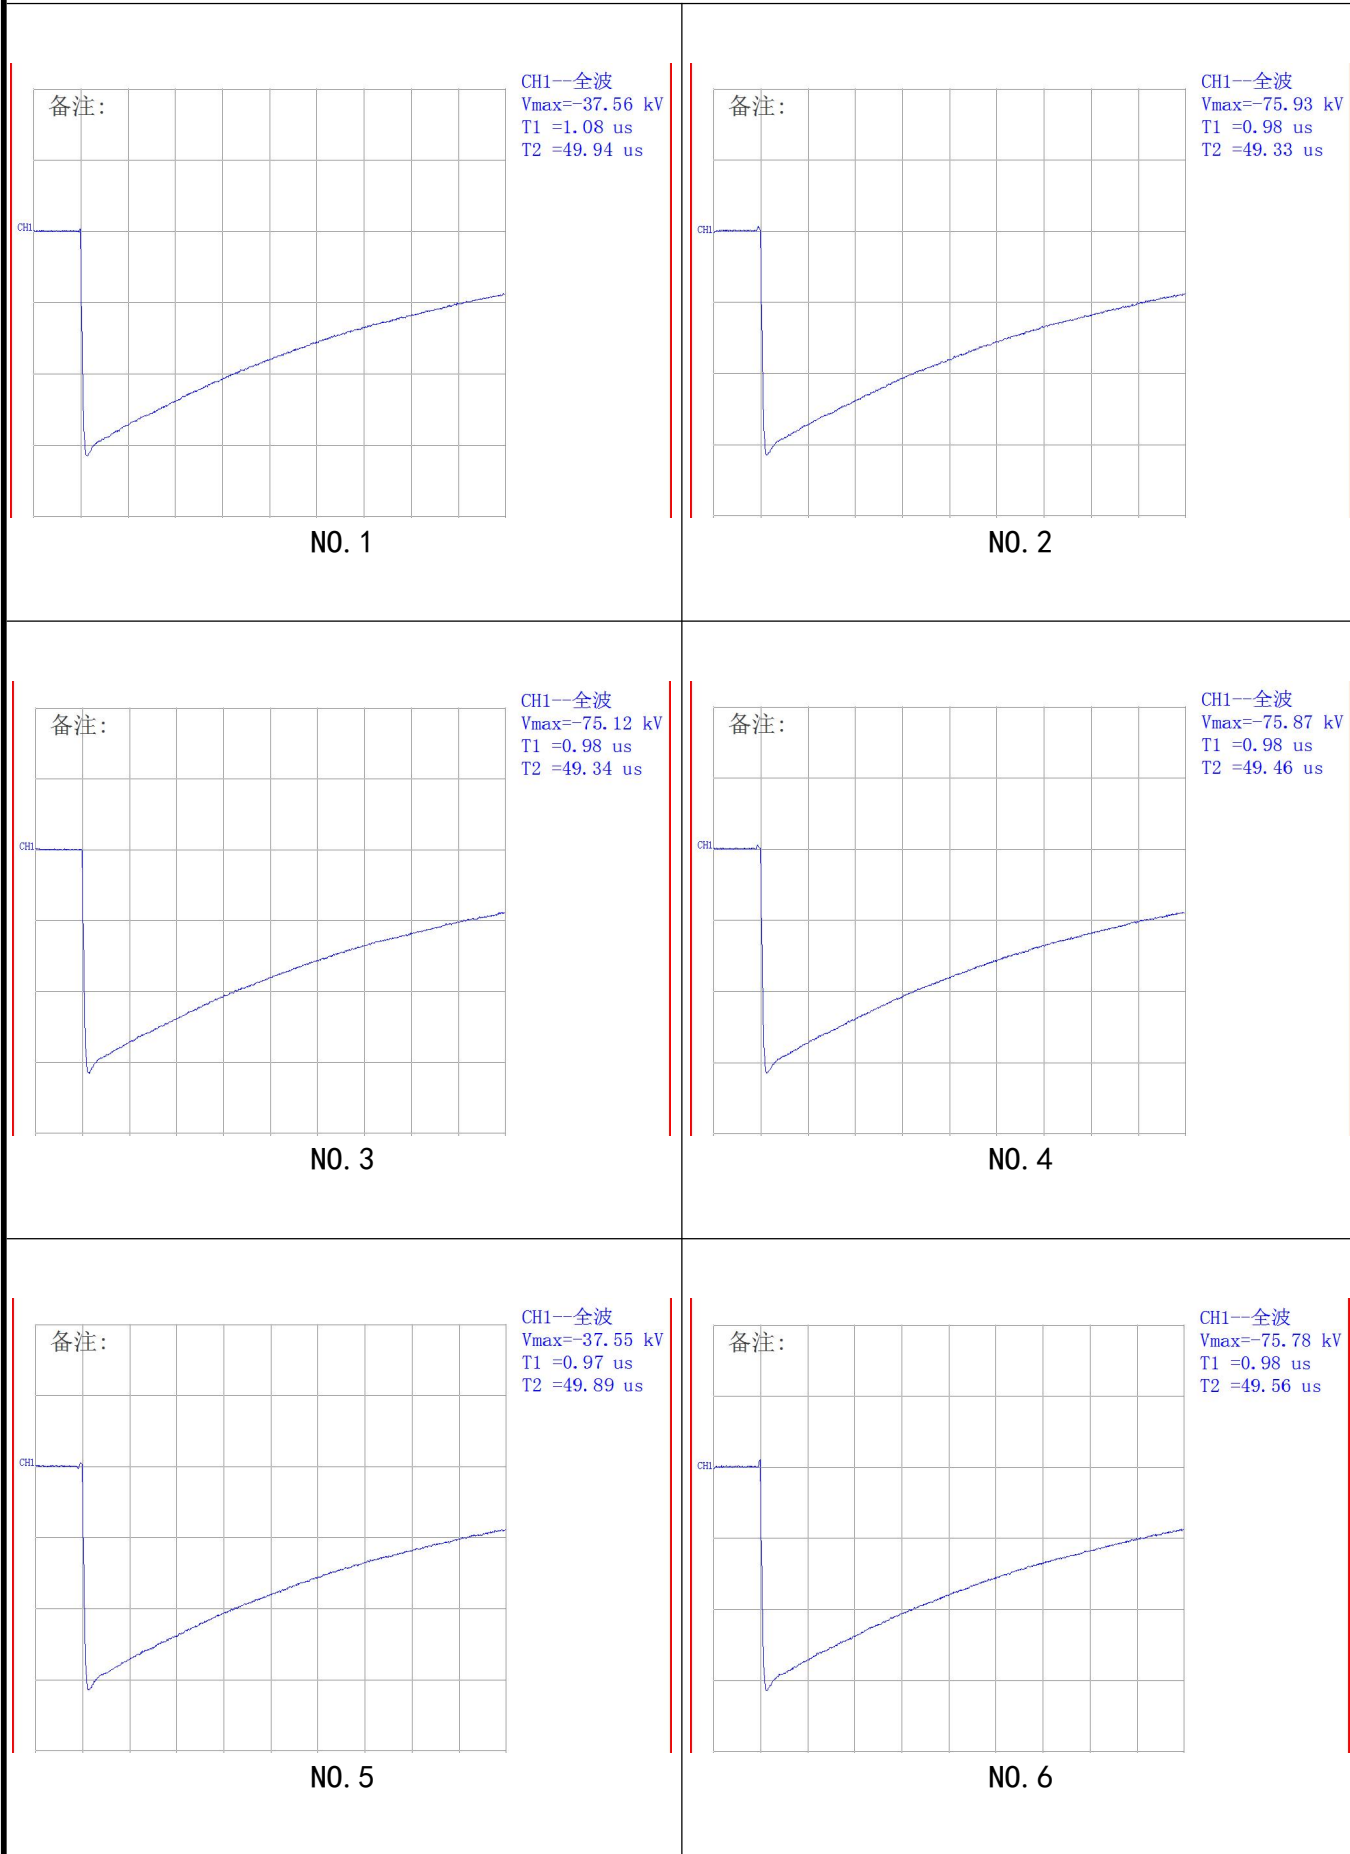 备注:
CH1--全波
Vmax=-37.56 kV
T1 =1.08 us
T2 =49.94 us
CH1
NO. 1
备注:
CH1--全波
Vmax=-75.93 kV
T1 =0.98 us
T2 =49.33 us
CH1
NO. 2
备注:
CH1--全波
Vmax=-75.12 kV
T1 =0.98 us
T2 =49.34 us
CH1
NO. 3
备注:
CH1--全波
Vmax=-75.87 kV
T1 =0.98 us
T2 =49.46 us
CH1
NO. 4
备注:
CH1--全波
Vmax=-37.55 kV
T1 =0.97 us
T2 =49.89 us
CH1
NO. 5
备注:
CH1--全波
Vmax=-75.78 kV
T1 =0.98 us
T2 =49.56 us
CH1
NO. 6